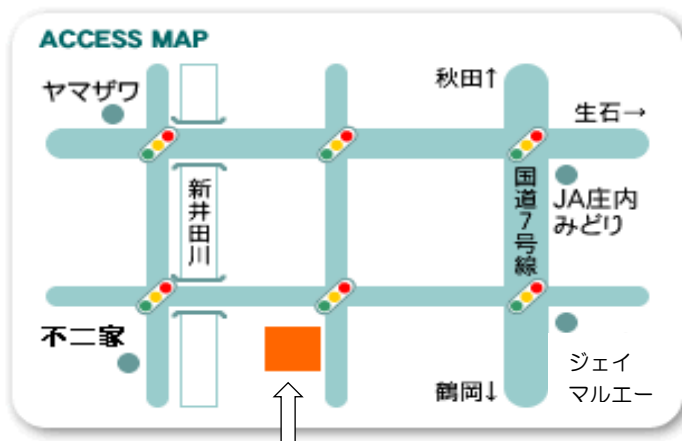 ACCESS MAP
ヤマザワ
秋田↑
生石→
新井田川
国道7号線
JA庄内
みどり
不二家
ジェイ
マルエー
鶴岡↓